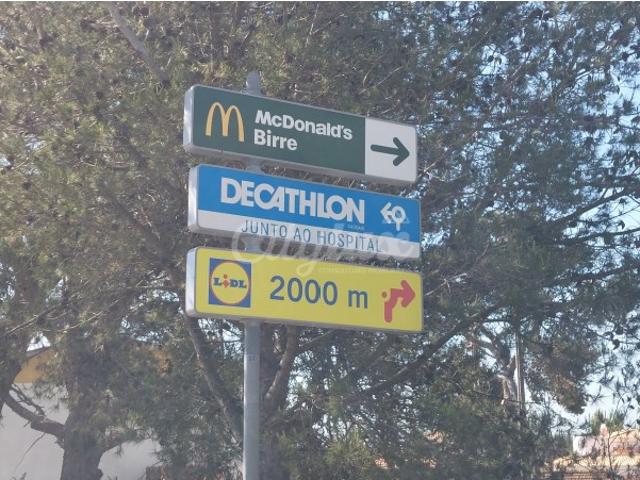 McDonald's
Birre
DECATHLON
JUNTO AO HOSPITAL
LiDL
2000 m